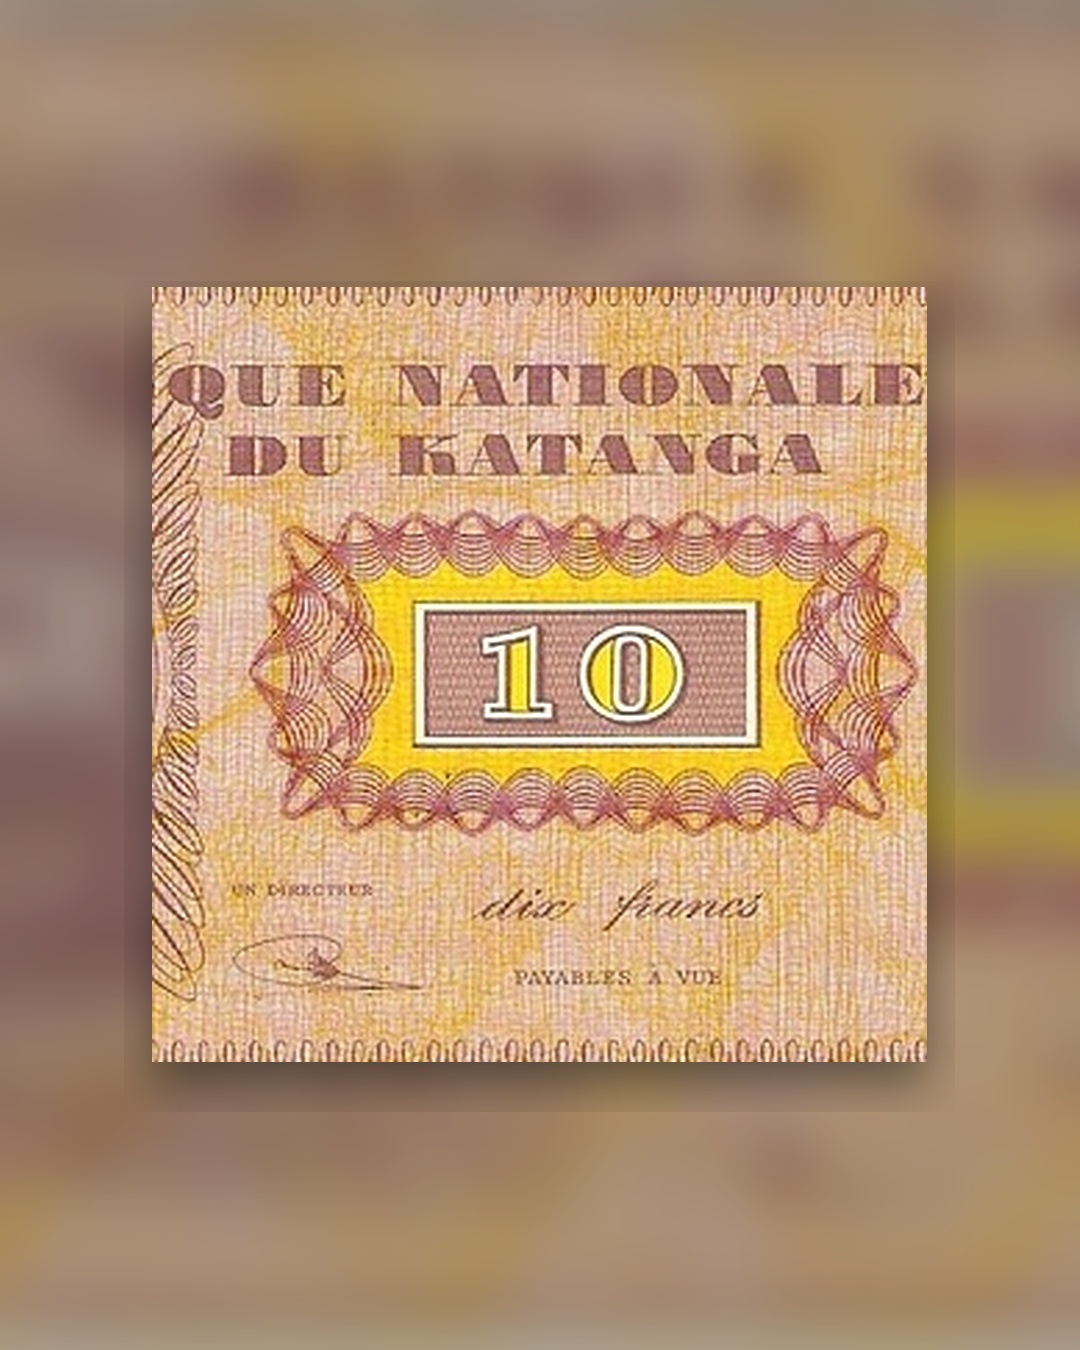 QUE NATIONALE
DU KATANGA
10
UN DIRECTEUR
dix francs
PAYABLES À VUE